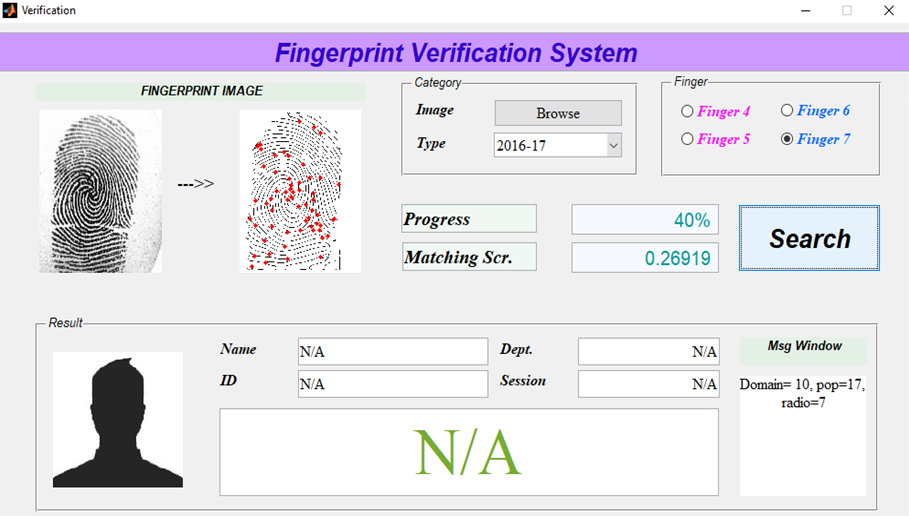 Verification
Fingerprint Verification System
FINGERPRINT IMAGE
--->>
Category
Image
Browse
Type
2016-17
Finger
Finger 4
Finger 6
Finger 5
Finger 7
Progress
40%
Matching Scr.
0.26919
Search
Result
Name
N/A
Dept.
N/A
ID
N/A
Session
N/A
N/A
Msg Window
Domain= 10, pop=17,
radio=7